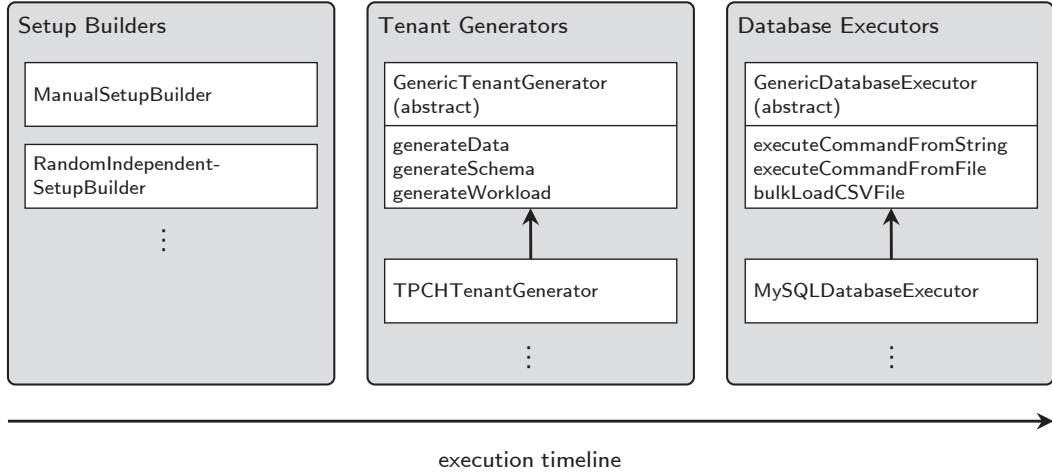 Setup Builders
ManualSetupBuilder
RandomIndependent-
SetupBuilder
⋮
Tenant Generators
GenericTenantGenerator
(abstract)
generateData
generateSchema
generateWorkload
TPCHTenantGenerator
⋮
Database Executors
GenericDatabaseExecutor
(abstract)
executeCommandFromString
executeCommandFromFile
bulkLoadCSVFile
MySQLDatabaseExecutor
⋮
execution timeline